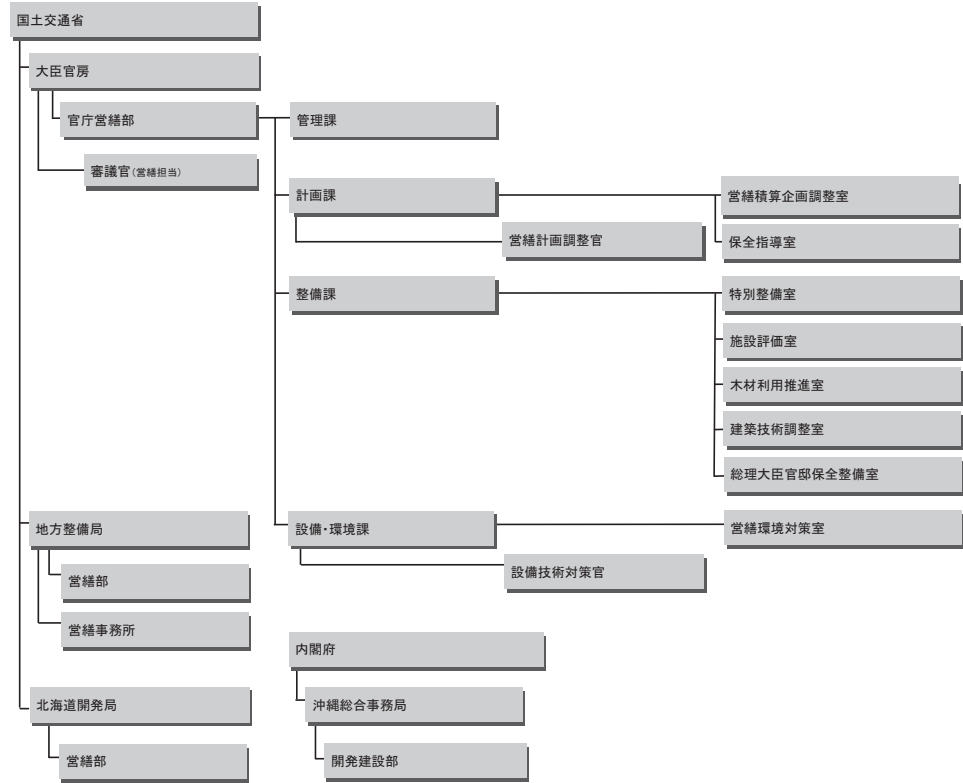 国土交通省
大臣官房
官庁営繕部
審議官(営繕担当)
管理課
計画課
営繕計画調整官
営繕積算企画調整室
保全指導室
整備課
特別整備室
施設評価室
木材利用推進室
建築技術調整室
総理大臣官邸保全整備室
設備・環境課
設備技術対策官
営繕環境対策室
地方整備局
営繕部
営繕事務所
北海道開発局
営繕部
内閣府
沖縄総合事務局
開発建設部